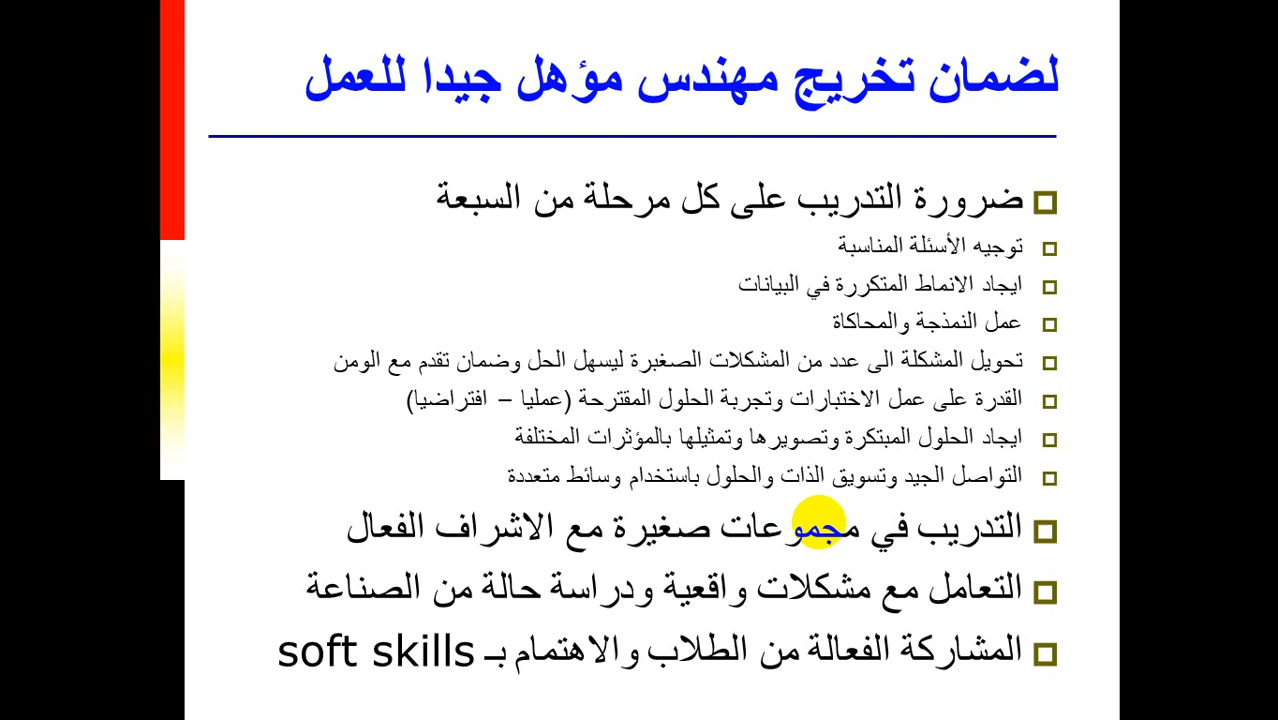 لضمان تخريج مهندس مؤهل جيدا للعمل
ضرورة التدريب على كل مرحلة من السبعة
توجيه الأسئلة المناسبة
ايجاد الانماط المتكررة في البيانات
عمل النمذجة والمحاكاة
تحويل المشكلة الى عدد من المشكلات الصغبرة ليسهل الحل وضمان تقدم مع الومن
القدرة على عمل الاختبارات وتجربة الحلول المقترحة (عمليا – افتراضيا)
ايجاد الحلول المبتكرة وتصويرها وتمثيلها بالمؤثرات المختلفة
التواصل الجيد وتسويق الذات والحلول باستخدام وسائط متعددة
التدريب في مجموعات صغيرة مع الاشراف الفعال
التعامل مع مشكلات واقعية ودراسة حالة من الصناعة
المشاركة الفعالة من الطلاب والاهتمام بـ soft skills